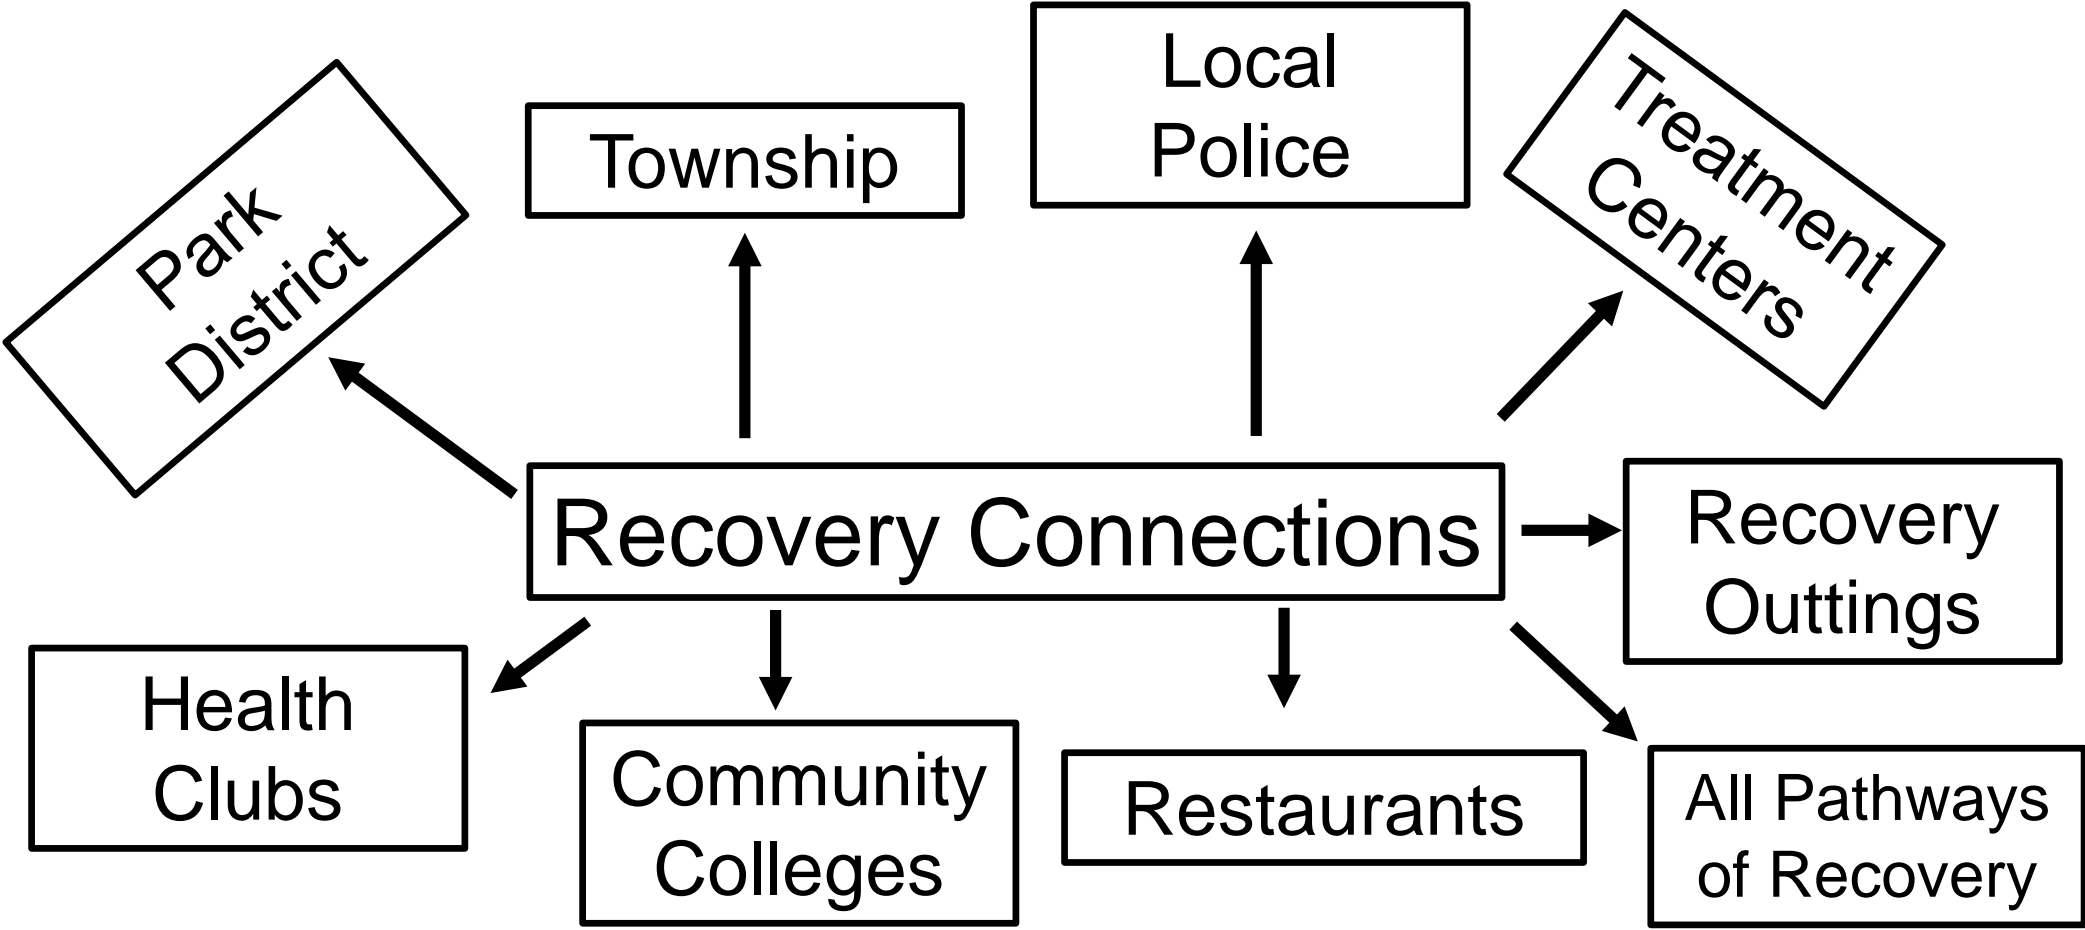 Park
District
Township
Local
Police
Treatment
Centers
Recovery Connections
Recovery
Outtings
Health
Clubs
Community
Colleges
Restaurants
All Pathways
of Recovery